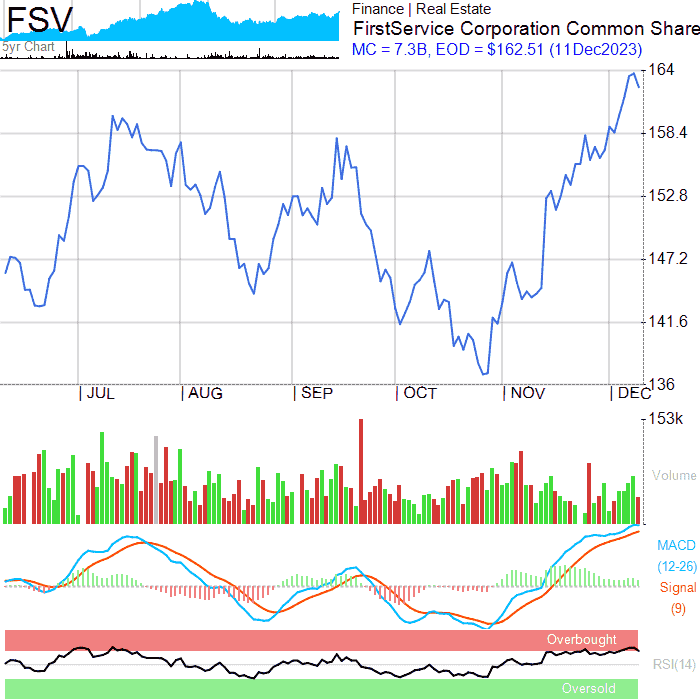 FSV
5yr Chart
Finance | Real Estate
FirstService Corporation Common Share
MC = 7.3B, EOD = $162.51 (11Dec2023)
164
158.4
152.8
147.2
141.6
136
| JUL | AUG | SEP | OCT | NOV | DEC
153k
Volume
MACD
(12-26)
Signal
(9)
Overbought
RSI(14)
Oversold